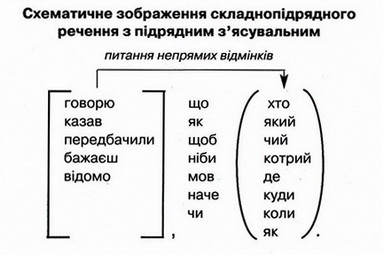 Схематичне зображення складнопідрядного
речення з підрядним з'ясувальним
питання непрямих відмінків
говорю що хто
казав як який
передбачили щоб чий
бажаєш ніби котрий
відомо мов де
наче куди
чи коли
, як .